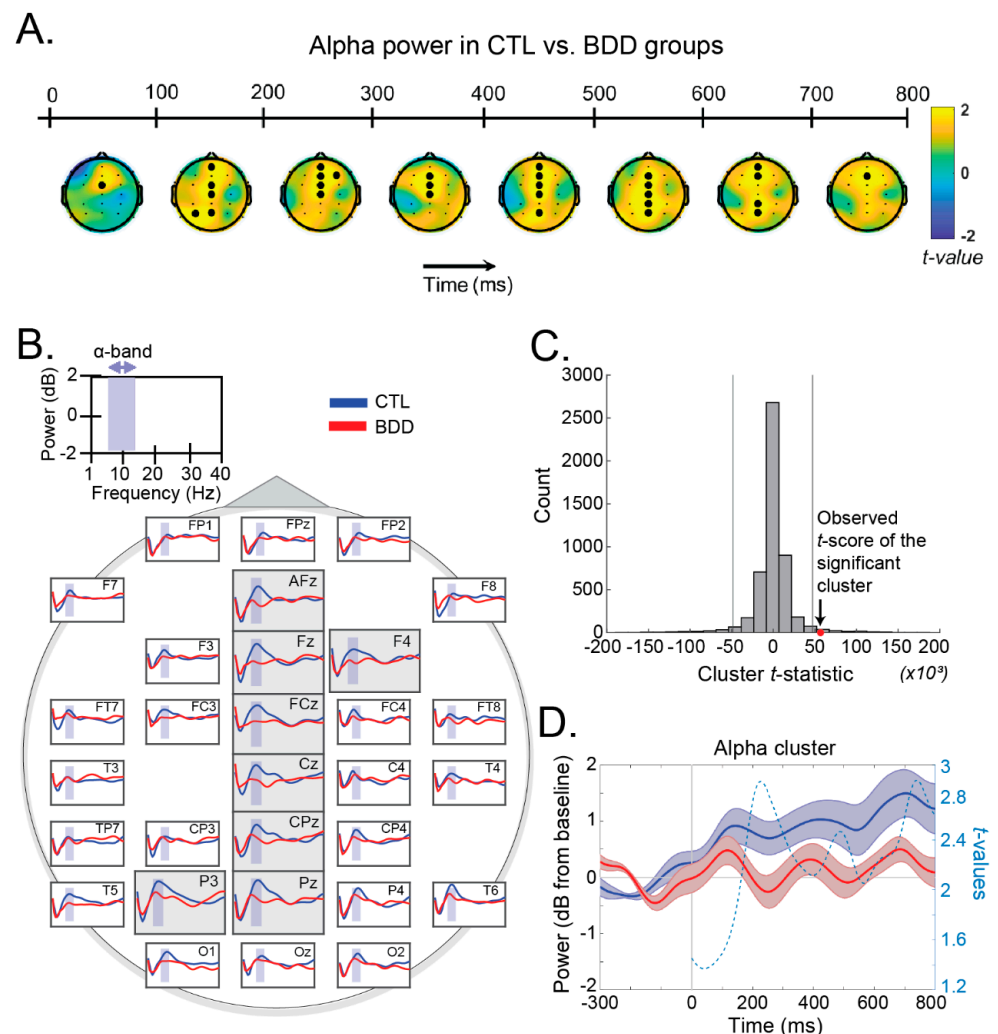 A.
Alpha power in CTL vs. BDD groups
0 100 200 300 400 500 600 700 800
2
0
-2
t-value
Time (ms)
B.
α-band
Power (dB)
2
0
-2
1 10 20 30 40
Frequency (Hz)
CTL
BDD
FP1 FPz FP2
F7 AFz F8
F3 Fz F4
FT7 FC3 FCz FC4 FT8
T3 Cz C4 T4
TP7 CP3 CPz CP4
T5 P3 Pz P4 T6
O1 Oz O2
C.
Count
3000
2500
2000
1500
1000
500
0
-200 -150 -100 -50 0 50 100 150 200
Cluster t-statistic (x10³)
Observed
t-score of the
significant
cluster
D.
Alpha cluster
Power (dB from baseline)
2
1
0
-1
-2
-300 0 200 400 600 800
Time (ms)
3
2.8
2.4
2
1.6
1.2
t-values